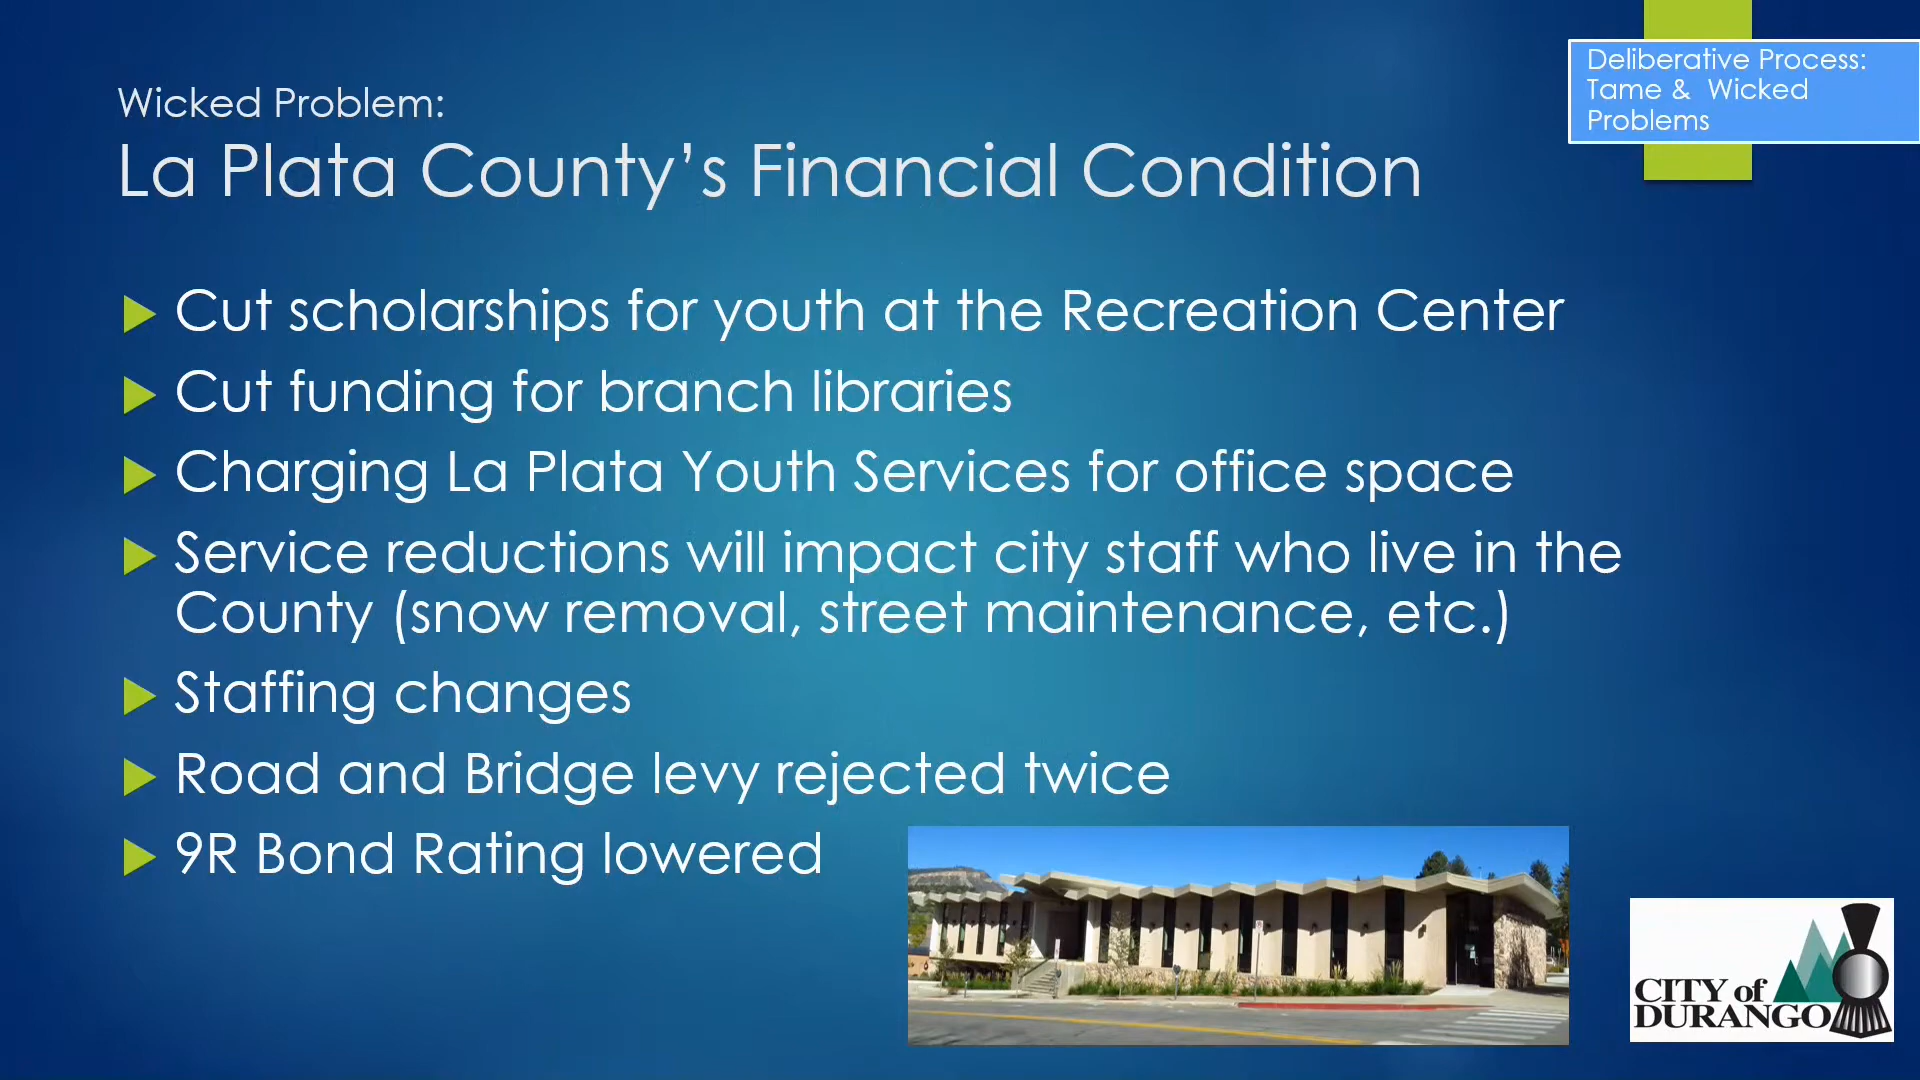 Deliberative Process:
Tame &  Wicked
Problems
Wicked Problem:
La Plata County’s Financial Condition
Cut scholarships for youth at the Recreation Center
Cut funding for branch libraries
Charging La Plata Youth Services for office space
Service reductions will impact city staff who live in the
County (snow removal, street maintenance, etc.)
Staffing changes
Road and Bridge levy rejected twice
9R Bond Rating lowered
CITY of
DURANGO